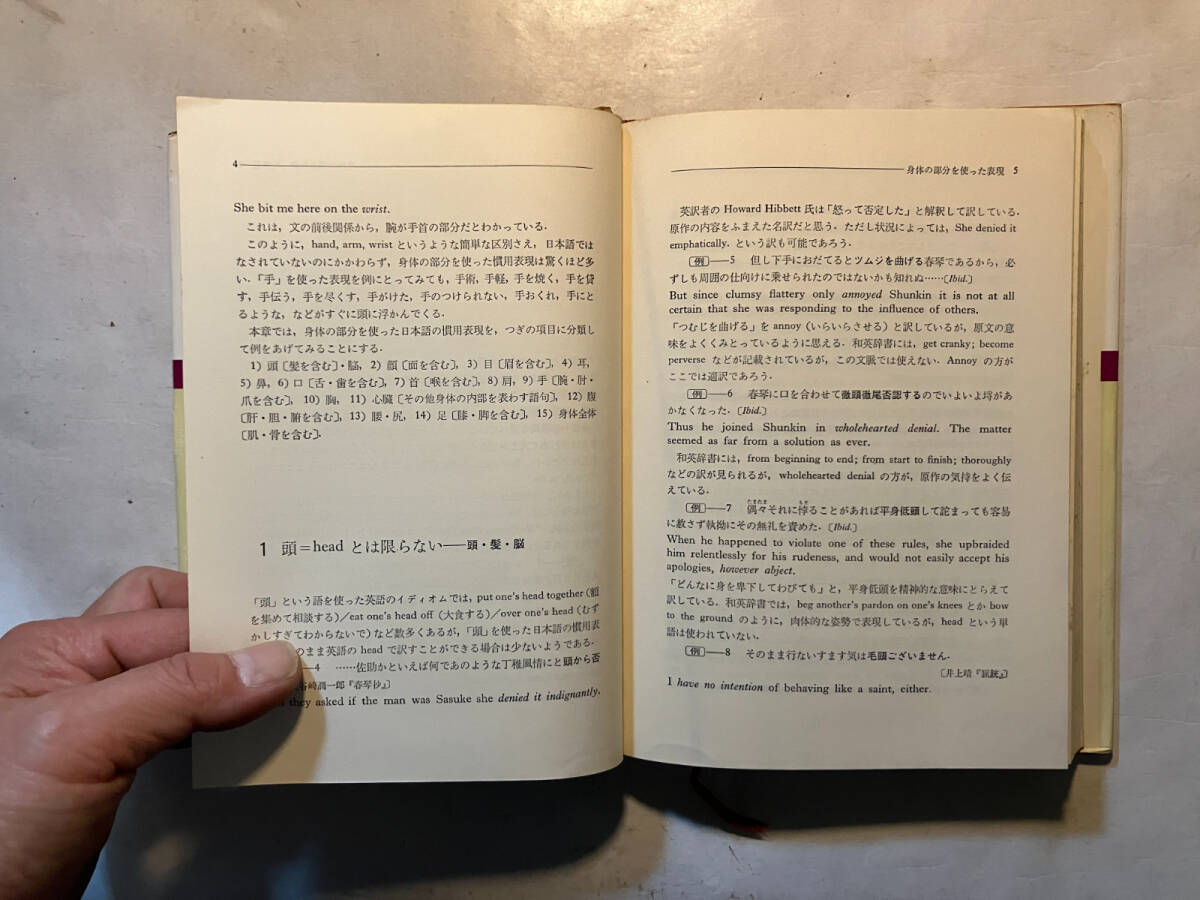 4
She bit me here on the wrist.
これは，文の前後関係から，腕が手首の部分だとわかっている．
このように，hand, arm, wrist というような簡単な区別さえ，日本語では
なされていないのにかかわらず，身体の部分を使った慣用表現は驚くほど多
い．「手」を使った表現を例にとってみても，手術，手軽，手を焼く，手を貸
す，手伝う，手を尽くす，手がけた，手のつけられない，手おくれ，手にと
るような，などがすぐに頭に浮かんでくる．
本章では，身体の部分を使った日本語の慣用表現を，つぎの項目に分類し
て例をあげてみることにする．
1）頭〔髪を含む〕・脳，2）顔〔面を含む〕，3）目〔眉を含む〕，4）耳，
5）鼻，6）口〔舌・歯を含む〕，7）首〔喉を含む〕，8）肩，9）手〔腕・肘・
爪を含む〕，10）胸，11）心臓〔その他身体の内部を表わす語句〕，12）腹
〔肝・胆・腑を含む〕，13）腰・尻，14）足〔膝・脚を含む〕，15）身体全体
〔肌・骨を含む〕．
1 頭＝head とは限らない——頭・髪・脳
「頭」という語を使った英語のイディオムでは，put one's head together（額
を集めて相談する）/eat one's head off（大食する）/over one's head（むず
かしすぎてわからないで）など数多くあるが，「頭」を使った日本語の慣用表
のまま英語の head で訳すことができる場合は少ないようである．
—4 ……佐助かといえば何であのような丁稚風情にと頭から否
崎潤一郎『春琴抄』〕
they asked if the man was Sasuke she denied it indignantly.
身体の部分を使った表現 5
英訳者の Howard Hibbett 氏は「怒って否定した」と解釈して訳している．
原作の内容をふまえた名訳だと思う．ただし状況によっては，She denied it
emphatically. という訳も可能であろう．
〔例〕—5 但し下手におだてるとツムジを曲げる春琴であるから，必
ずしも周囲の仕向けに乗せられたのではないかも知れぬ……〔Ibid.〕
But since clumsy flattery only annoyed Shunkin it is not at all
certain that she was responding to the influence of others.
「つむじを曲げる」を annoy（いらいらさせる）と訳しているが，原文の意
味をよくくみとっているように思える．和英辞書には，get cranky; become
perverse などが記載されているが，この文脈では使えない．Annoy の方が
ここでは適訳であろう．
〔例〕—6 春琴に口を合わせて徹頭徹尾否認するのでいよいよ埒があ
かなくなった．〔Ibid.〕
Thus he joined Shunkin in wholehearted denial. The matter
seemed as far from a solution as ever.
和英辞書には，from beginning to end; from start to finish; thoroughly
などの訳が見られるが，wholehearted denial の方が，原作の気持をよく伝
えている．
〔例〕—7 偶々それに悖ることがあれば平身低頭して詫まっても容易
に赦さず執拗にその無礼を責めた．〔Ibid.〕
When he happened to violate one of these rules, she upbraided
him relentlessly for his rudeness, and would not easily accept his
apologies, however abject.
「どんなに身を卑下してわびても」と，平身低頭を精神的な意味にとらえて
訳している．和英辞書では，beg another's pardon on one's knees とか bow
to the ground のように，肉体的な姿勢で表現しているが，head という単
語は使われていない．
〔例〕—8 そのまま行ないすます気は毛頭ございません．
〔井上靖『猟銃』〕
I have no intention of behaving like a saint, either.